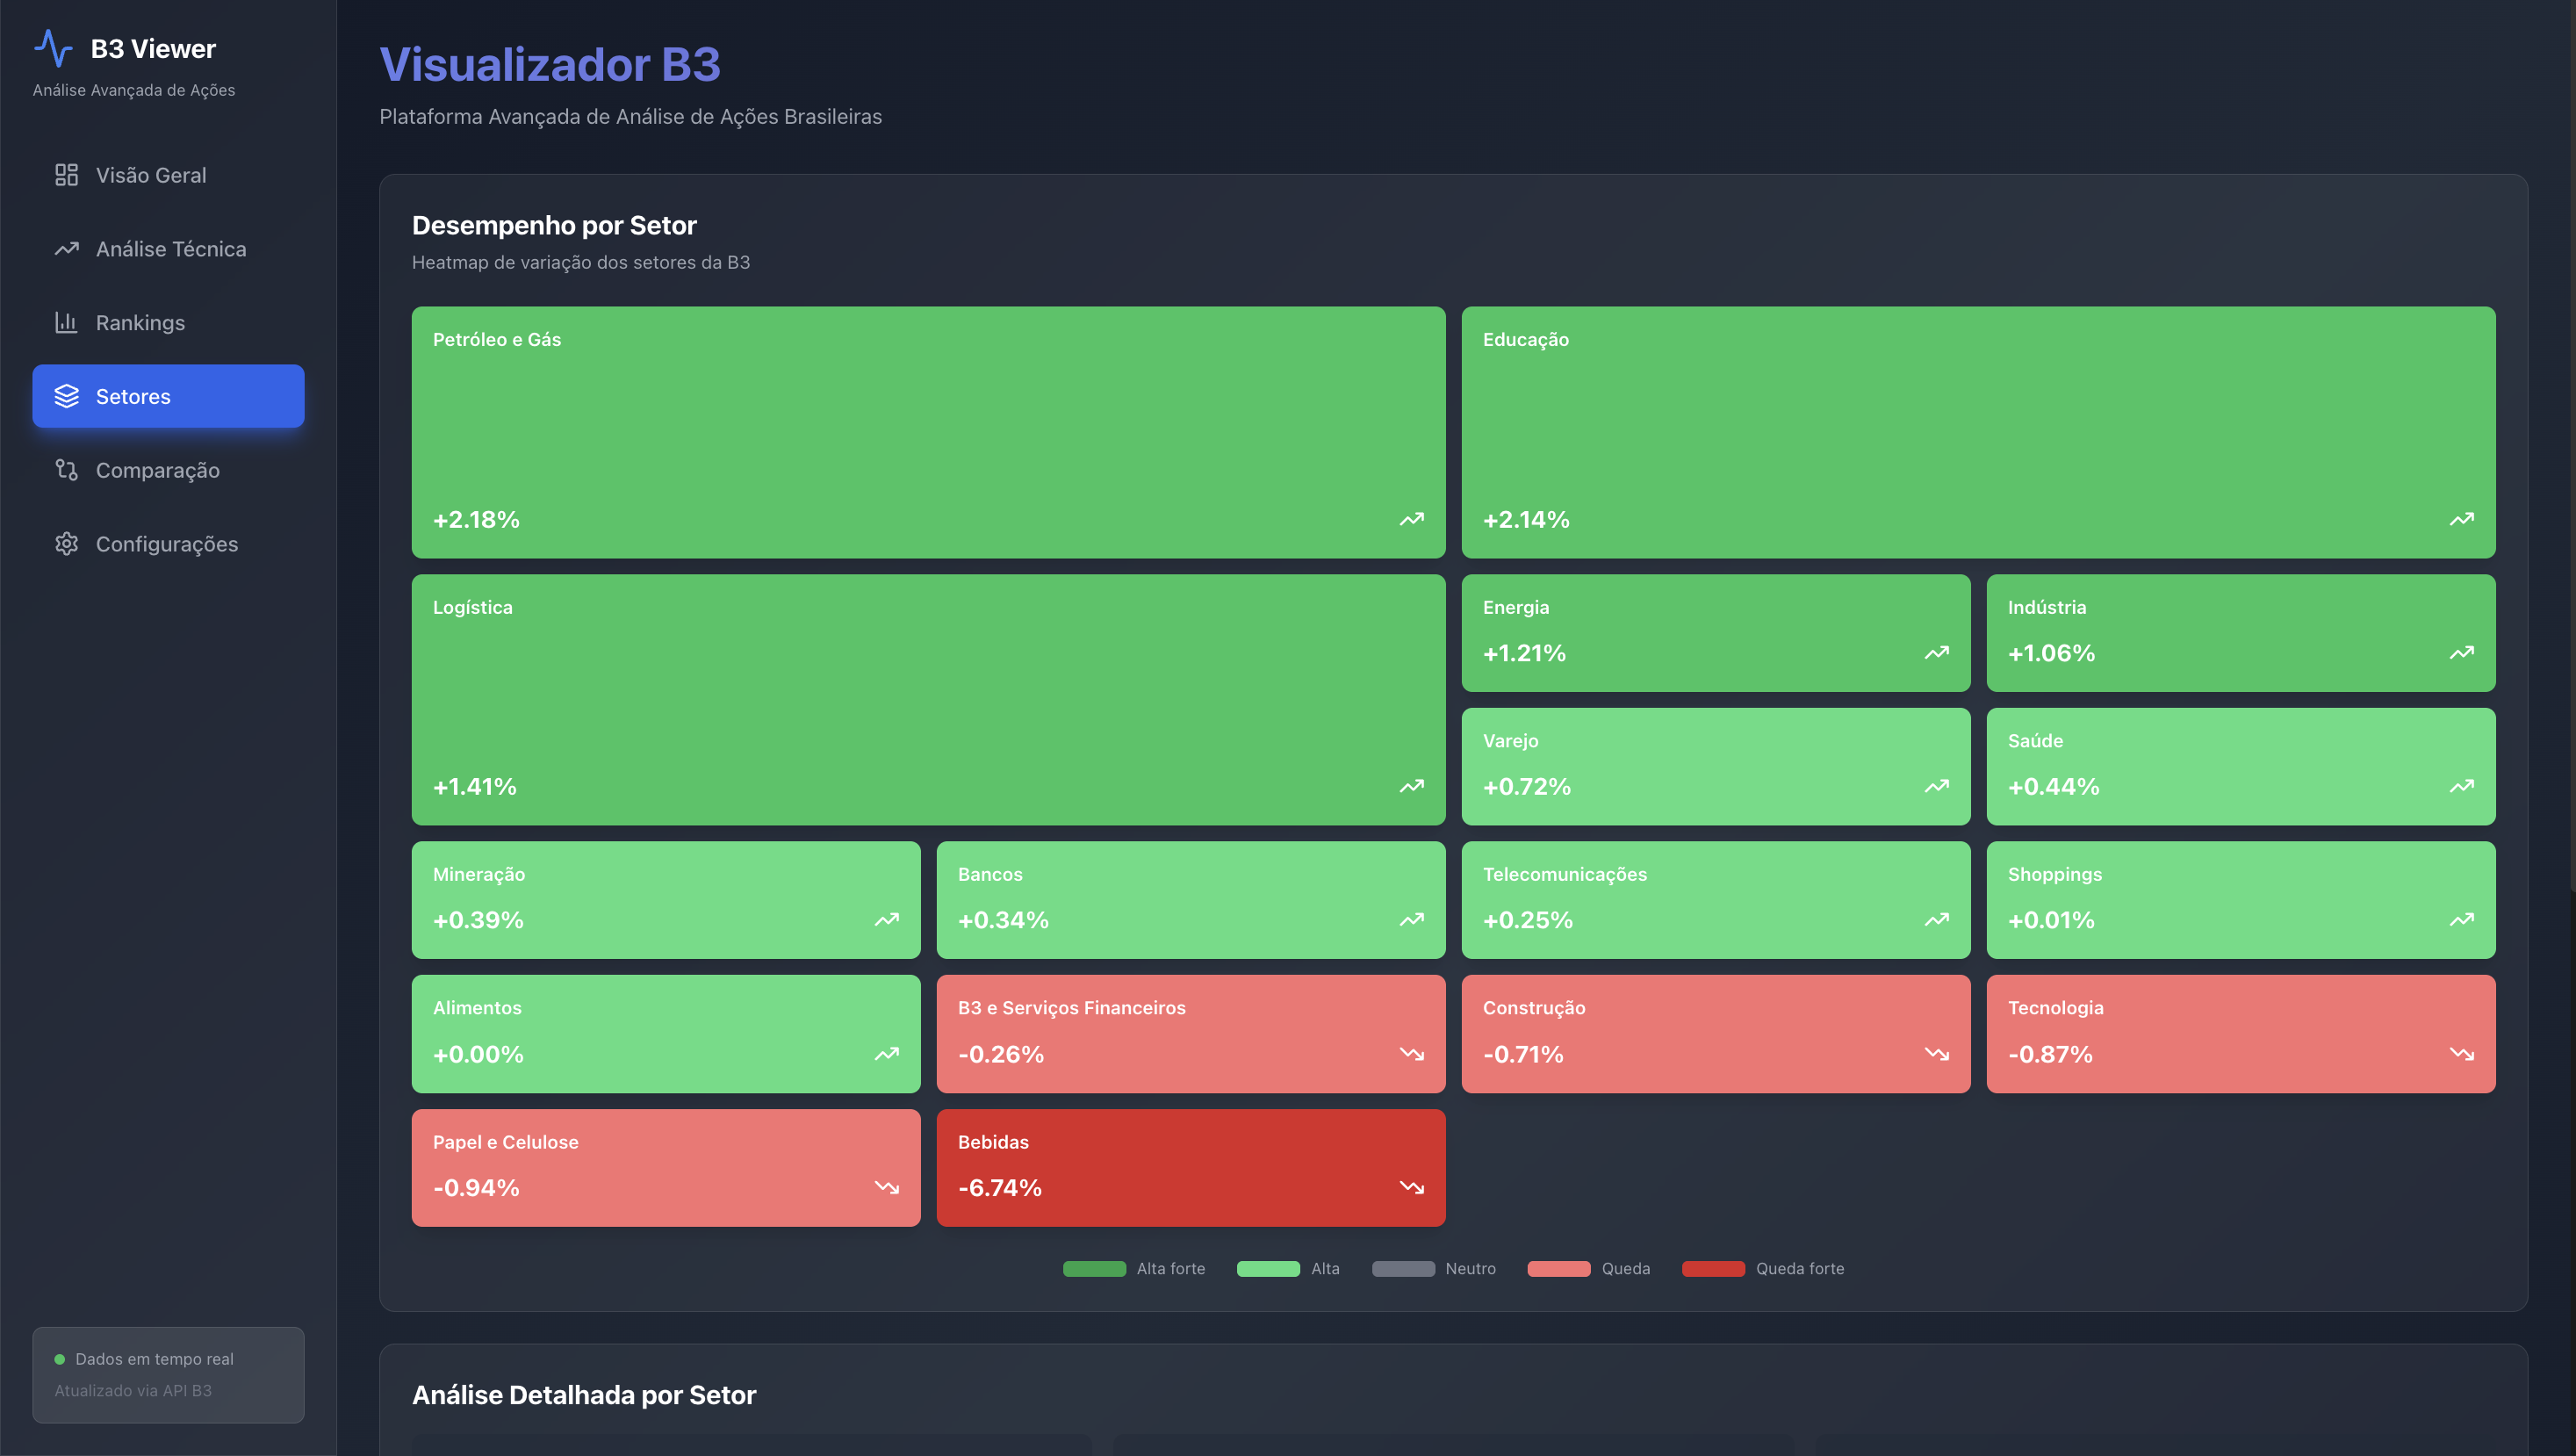 B3 Viewer
Análise Avançada de Ações
Visão Geral
Análise Técnica
Rankings
Setores
Comparação
Configurações
Dados em tempo real
Atualizado via API B3
Visualizador B3
Plataforma Avançada de Análise de Ações Brasileiras
Desempenho por Setor
Heatmap de variação dos setores da B3
Petróleo e Gás
+2.18%
Educação
+2.14%
Logística
+1.41%
Energia
+1.21%
Indústria
+1.06%
Varejo
+0.72%
Saúde
+0.44%
Mineração
+0.39%
Bancos
+0.34%
Telecomunicações
+0.25%
Shoppings
+0.01%
Alimentos
+0.00%
B3 e Serviços Financeiros
-0.26%
Construção
-0.71%
Tecnologia
-0.87%
Papel e Celulose
-0.94%
Bebidas
-6.74%
Alta forte
Alta
Neutro
Queda
Queda forte
Análise Detalhada por Setor